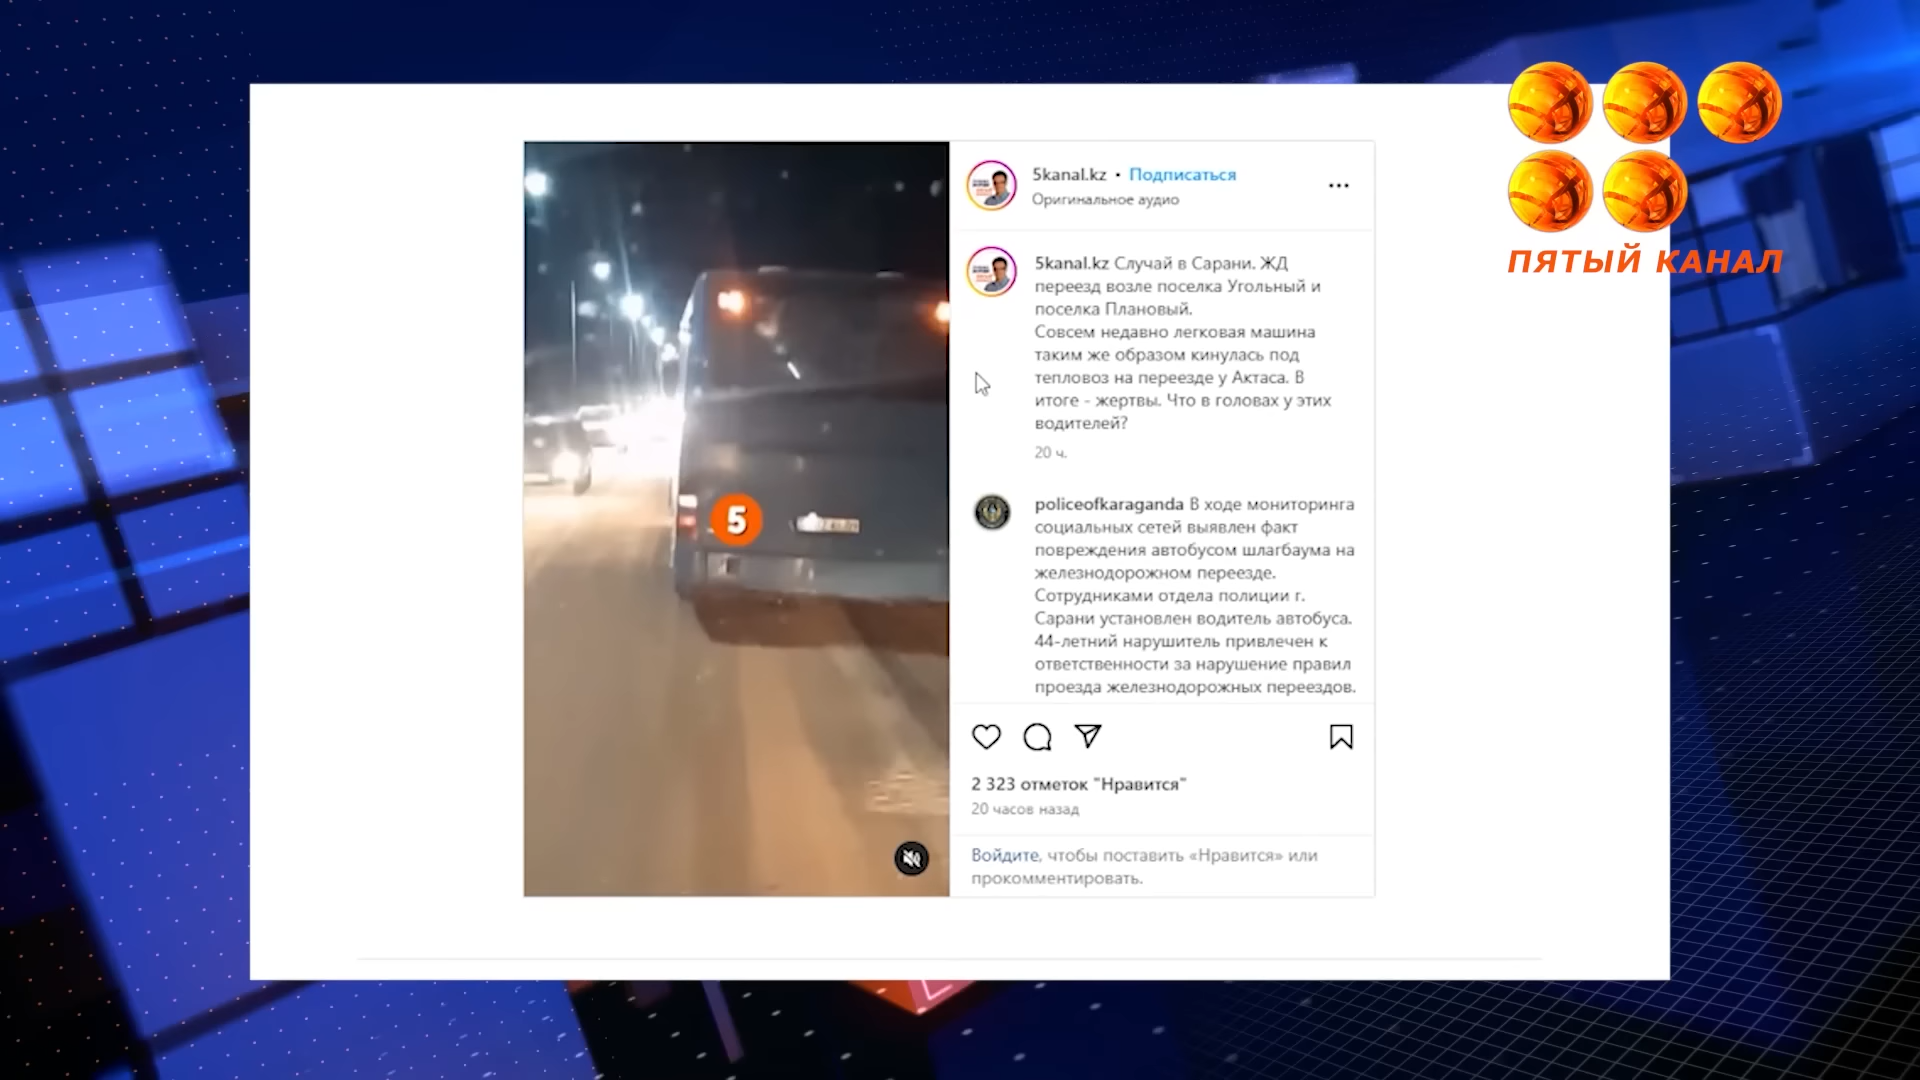 ПЯТЫЙ КАНАЛ
5
5kanal.kz • Подписаться
Оригинальное аудио
5kanal.kz Случай в Сарани. ЖД
переезд возле поселка Угольный и
поселка Плановый.
Совсем недавно легковая машина
таким же образом кинулась под
тепловоз на переезде у Актаса. В
итоге - жертвы. Что в головах у этих
водителей?
20 ч.
policeofkaraganda В ходе мониторинга
социальных сетей выявлен факт
повреждения автобусом шлагбаума на
железнодорожном переезде.
Сотрудниками отдела полиции г.
Сарани установлен водитель автобуса.
44-летний нарушитель привлечен к
ответственности за нарушение правил
проезда железнодорожных переездов.
2 323 отметок "Нравится"
20 часов назад
Войдите, чтобы поставить «Нравится» или
прокомментировать.